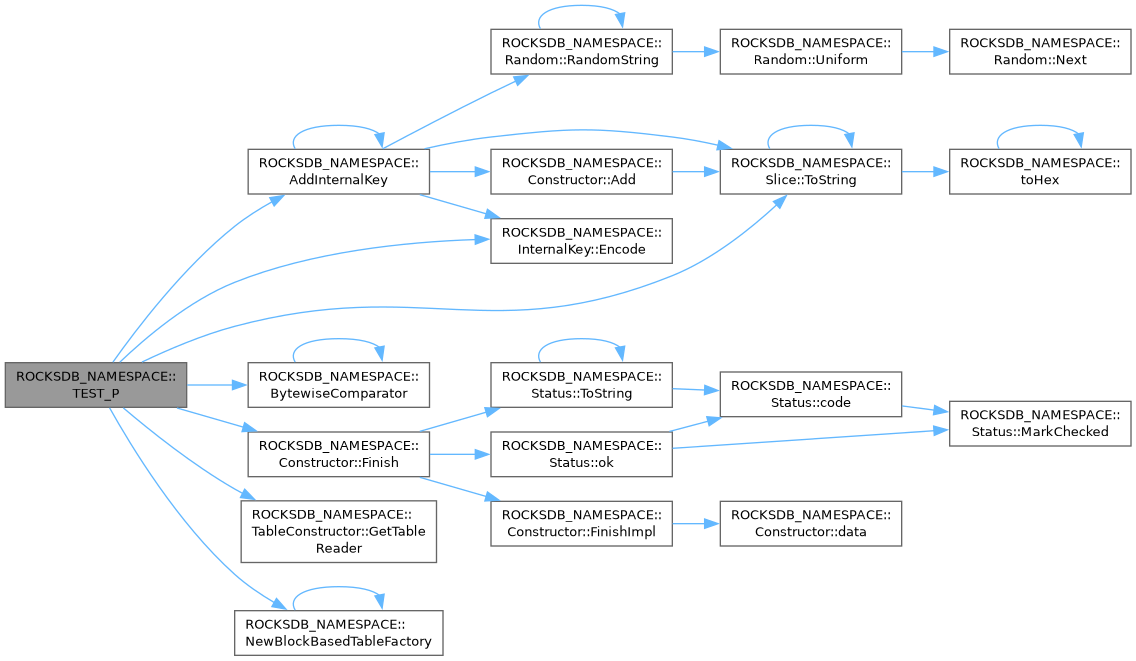 ROCKSDB_NAMESPACE::
TEST_P
ROCKSDB_NAMESPACE::
AddInternalKey
ROCKSDB_NAMESPACE::
Random::RandomString
ROCKSDB_NAMESPACE::
Random::Uniform
ROCKSDB_NAMESPACE::
Random::Next
ROCKSDB_NAMESPACE::
Constructor::Add
ROCKSDB_NAMESPACE::
Slice::ToString
ROCKSDB_NAMESPACE::
toHex
ROCKSDB_NAMESPACE::
InternalKey::Encode
ROCKSDB_NAMESPACE::
BytewiseComparator
ROCKSDB_NAMESPACE::
Constructor::Finish
ROCKSDB_NAMESPACE::
Status::ToString
ROCKSDB_NAMESPACE::
Status::code
ROCKSDB_NAMESPACE::
Status::MarkChecked
ROCKSDB_NAMESPACE::
Status::ok
ROCKSDB_NAMESPACE::
Constructor::FinishImpl
ROCKSDB_NAMESPACE::
Constructor::data
ROCKSDB_NAMESPACE::
TableConstructor::GetTable
Reader
ROCKSDB_NAMESPACE::
NewBlockBasedTableFactory